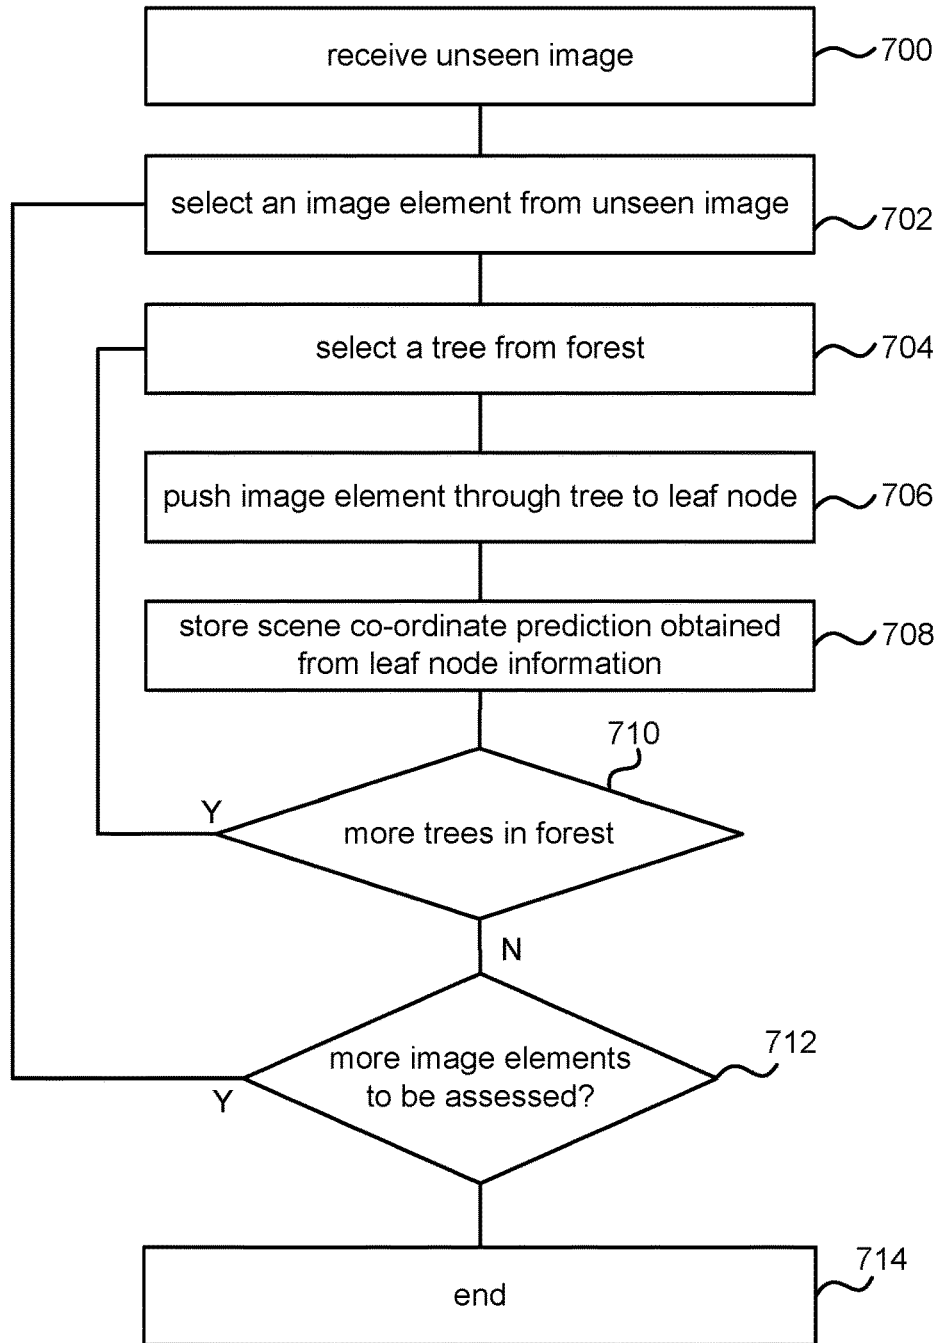 receive unseen image
700
select an image element from unseen image
702
select a tree from forest
704
push image element through tree to leaf node
706
store scene co-ordinate prediction obtained
from leaf node information
708
710
Y
more trees in forest
N
712
more image elements
to be assessed?
Y
714
end